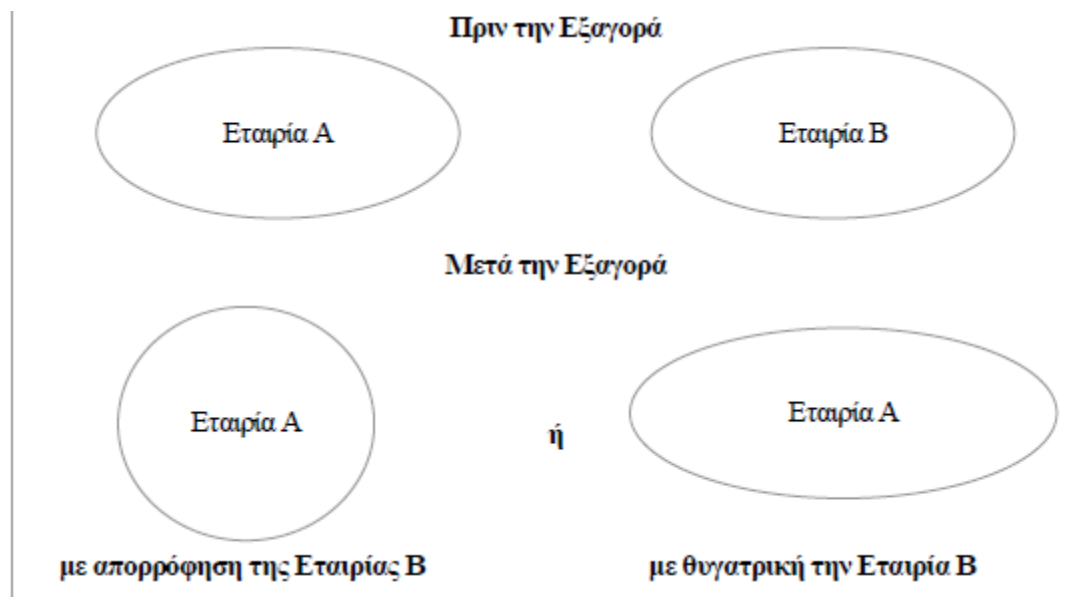 Πριν την Εξαγορά
Εταιρία Α
Εταιρία Β
Μετά την Εξαγορά
Εταιρία Α
ή
Εταιρία Α
με απορρόφηση της Εταιρίας Β
με θυγατρική την Εταιρία Β